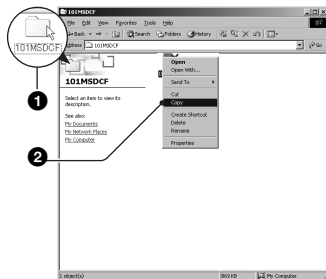 101MSDCF
File Edit View Favorites Tools Help
Back Search Folders History Go
Address 101MSDCF
101MSDCF
101MSDCF
Select an item to view its
description.
See also:
My Documents
My Network Places
My Computer
Open
Open With...
Send To
Cut
Copy
Create Shortcut
Delete
Rename
Properties
1
2
1 object(s) 869 KB My Computer